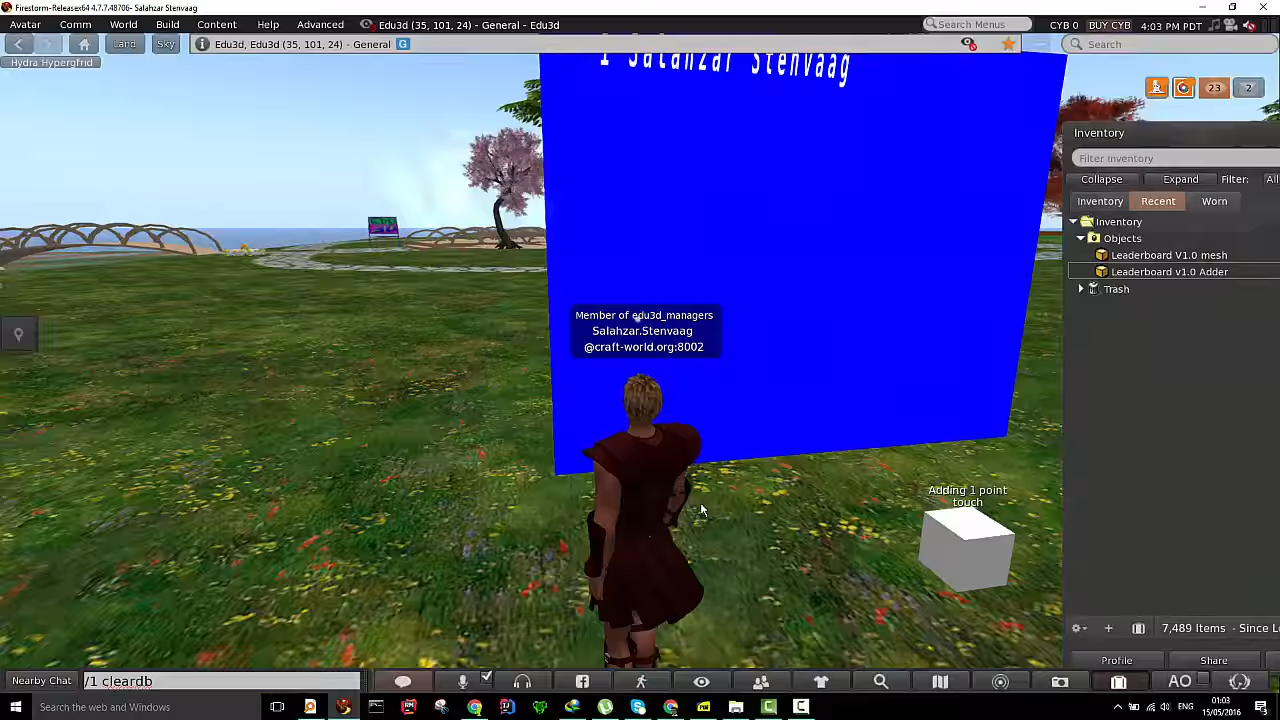 Firestorm-Releasex64 4.7.7.48706- Salahzar Stenvaag
Avatar Comm World Build Content Help Advanced Edu3d (35, 101, 24) - General - Edu3d Search Menus CYB 0 BUY CYB 4:03 PM PDT
Land Sky Edu3d, Edu3d (35, 101, 24) - General G Search
Hydra Hypergfrid
1 Salahzar Stenvaag
23 2
Inventory
Filter Inventory
Collapse Expand Filter: All
Inventory Recent Worn
Inventory
Objects
Leaderboard V1.0 mesh
Leaderboard v1.0 Adder
Trash
Member of edu3d_managers
Salahzar.Stenvaag
@craft-world.org:8002
Adding 1 point
touch
7,489 Items - Since L
Profile Share
Nearby Chat /1 cleardb AO
Search the web and Windows ENG 01:03
15/05/2016